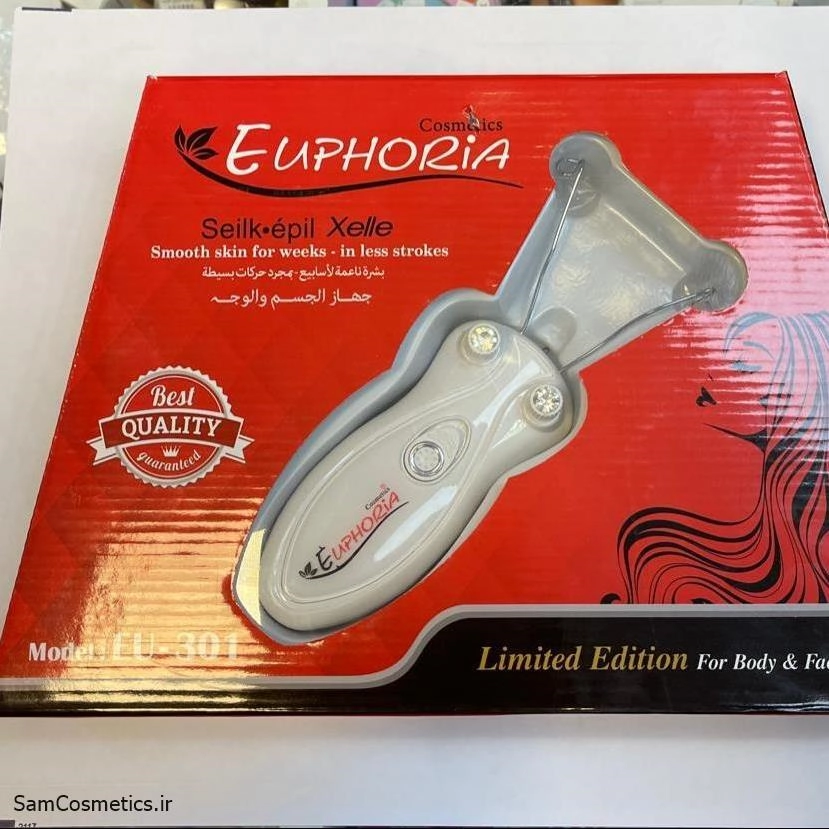 Cosmetics
EUPHORiA
Seilk•épil Xelle
Smooth skin for weeks - in less strokes
بشرة ناعمة لأسابيع - بمجرد حركات بسيطة
جهاز الجسم والوجه
Best
QUALITY
guaranteed
Cosmetics
EUPHORiA
Model: EU-301
Limited Edition For Body &
SamCosmetics.ir